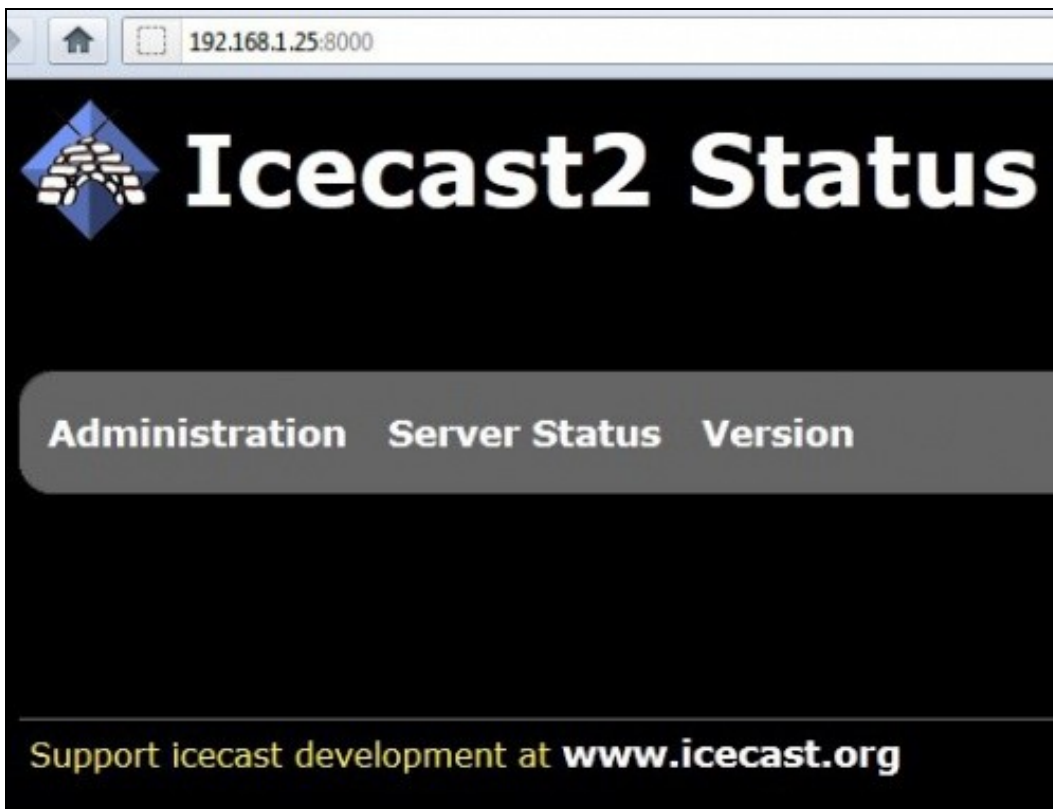 192.168.1.25:8000
Icecast2 Status
Administration Server Status Version
Support icecast development at www.icecast.org